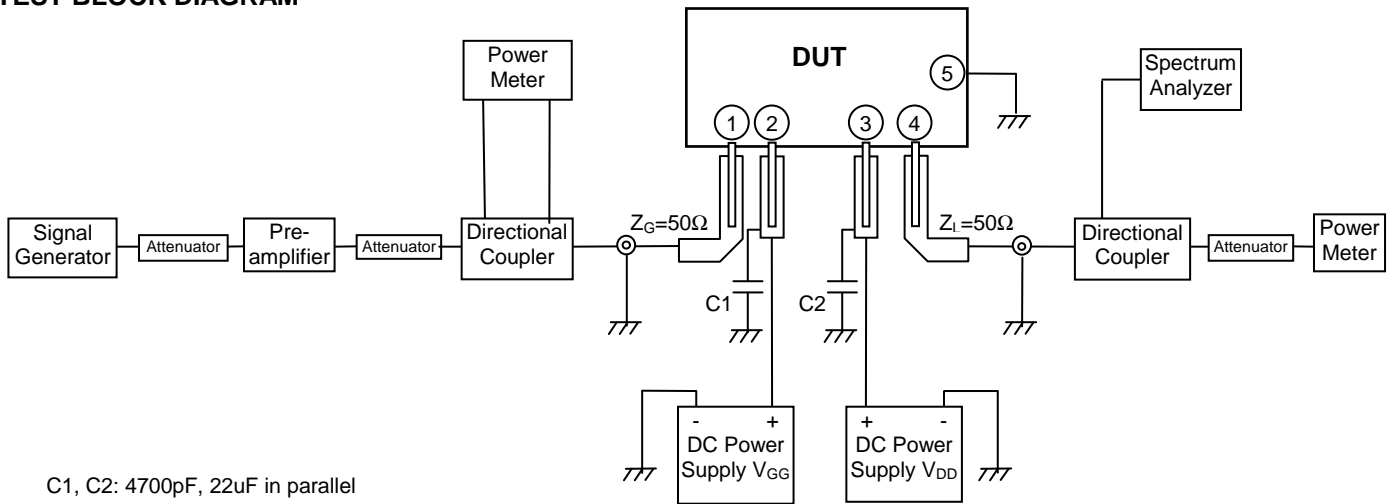 TEST BLOCK DIAGRAM
Power
Meter
DUT
5
Spectrum
Analyzer
1 2 3 4
Signal
Generator
Attenuator
Pre-
amplifier
Attenuator
Directional
Coupler
ZG=50Ω
ZL=50Ω
Directional
Coupler
Attenuator
Power
Meter
C1
C2
- +
DC Power
Supply VGG
+ -
DC Power
Supply VDD
C1, C2: 4700pF, 22uF in parallel